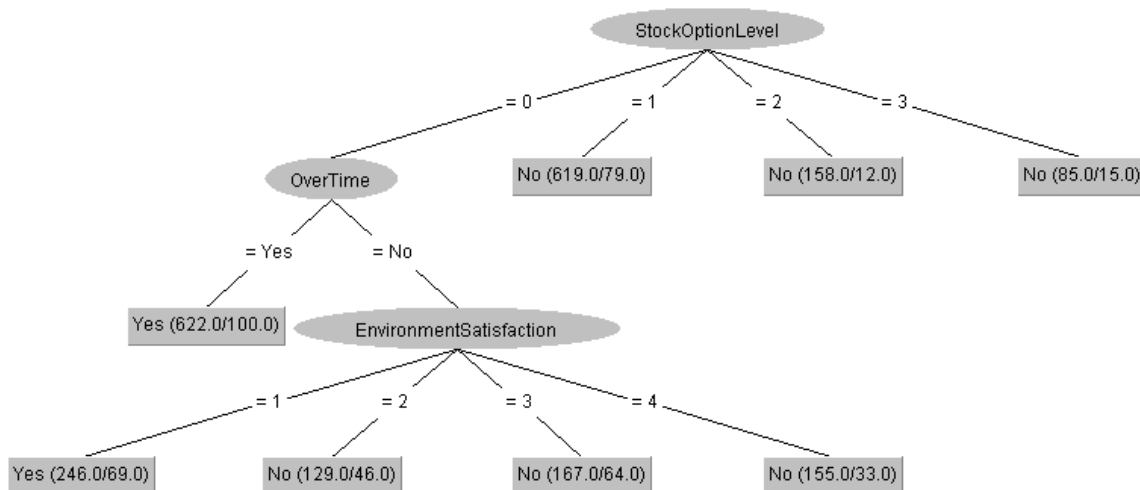 StockOptionLevel
= 0
= 1
= 2
= 3
OverTime
No (619.0/79.0)
No (158.0/12.0)
No (85.0/15.0)
= Yes
= No
Yes (622.0/100.0)
EnvironmentSatisfaction
= 1
= 2
= 3
= 4
Yes (246.0/69.0)
No (129.0/46.0)
No (167.0/64.0)
No (155.0/33.0)